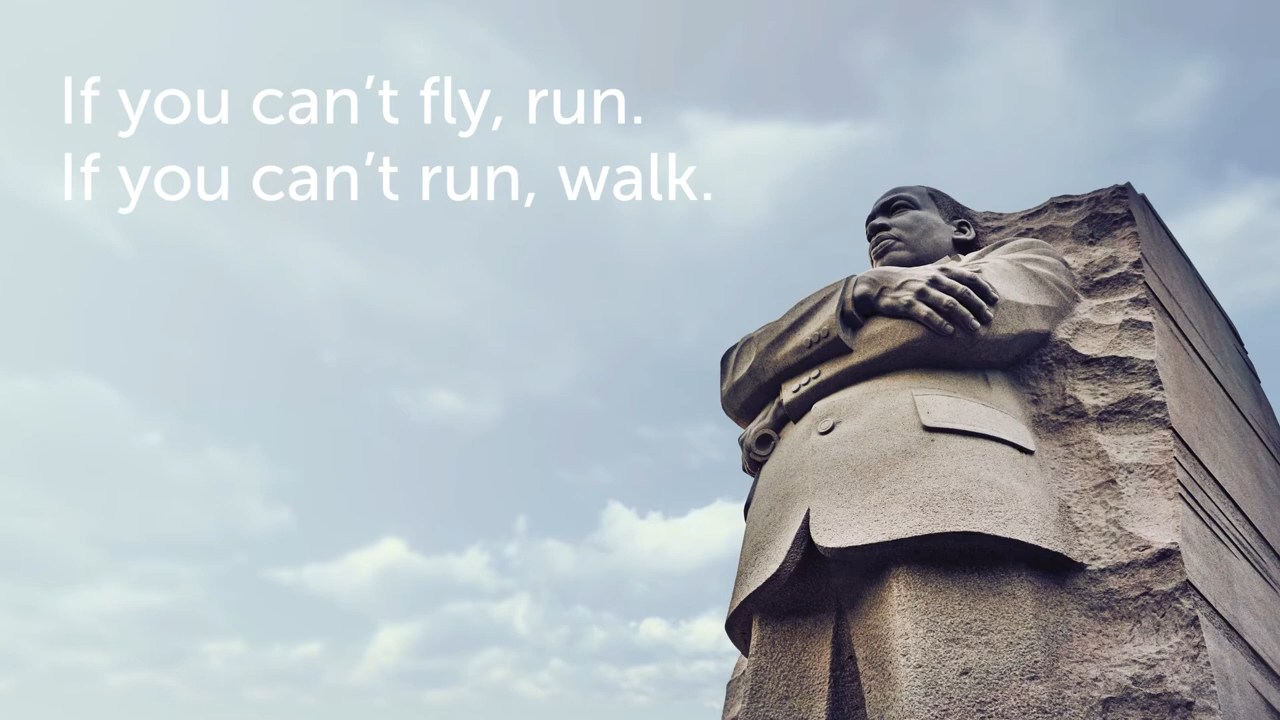 If you can’t fly, run.
If you can’t run, walk.